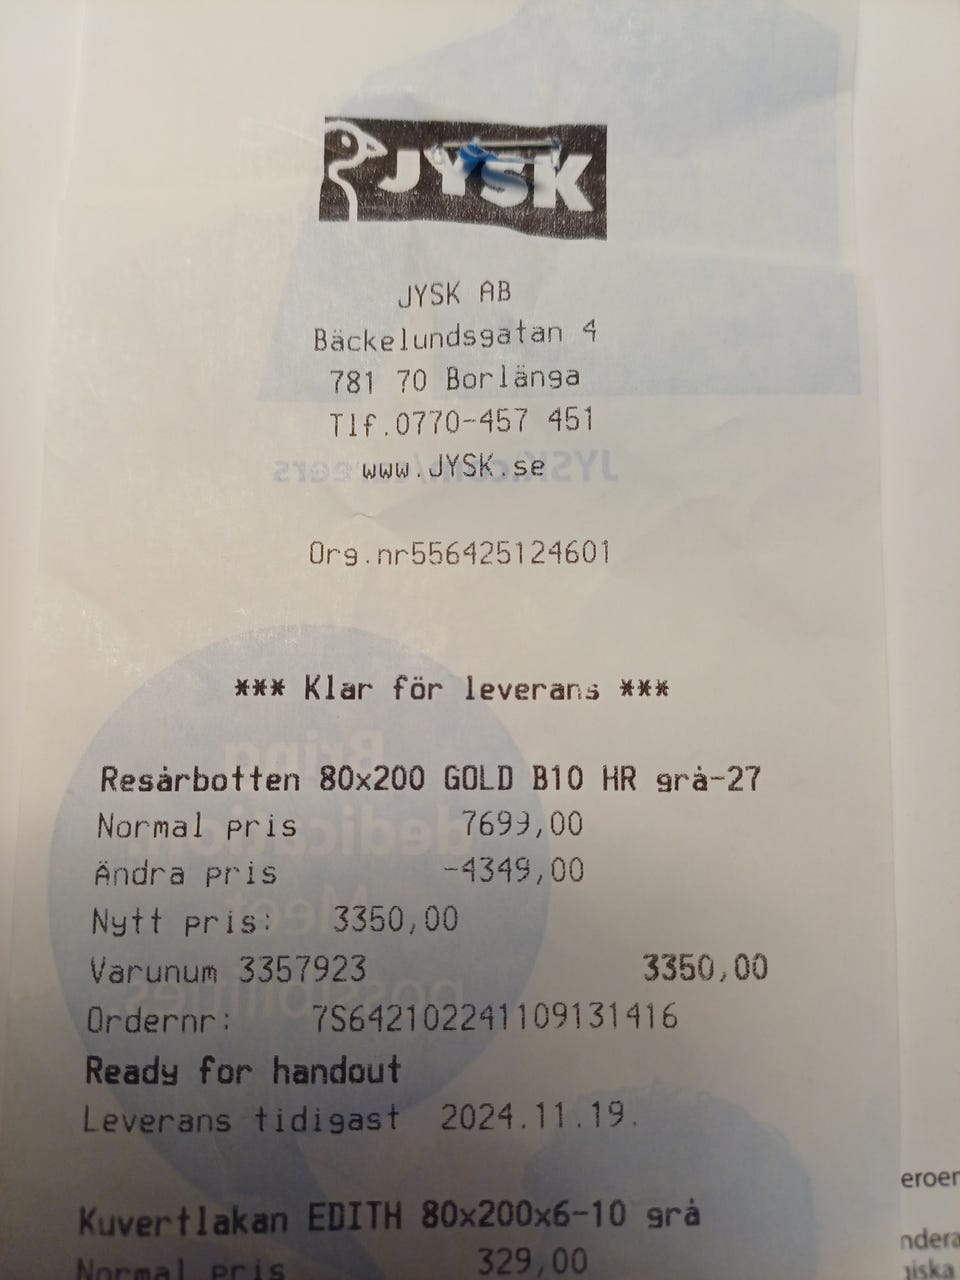 JYSK
JYSK AB
Bäckelundsgatan 4
781 70 Borlänga
Tlf.0770-457 451
www.JYSK.se
Org.nr556425124601
*** Klar för leverans ***
Resårbotten 80x200 GOLD B10 HR grå-27
Normal pris 7699,00
Ändra pris -4349,00
Nytt pris: 3350,00
Varunum 3357923 3350,00
Ordernr: 7S642102241109131416
Ready for handout
Leverans tidigast 2024.11.19.
Kuvertlakan EDITH 80x200x6-10 grå
Normal pris 329,00